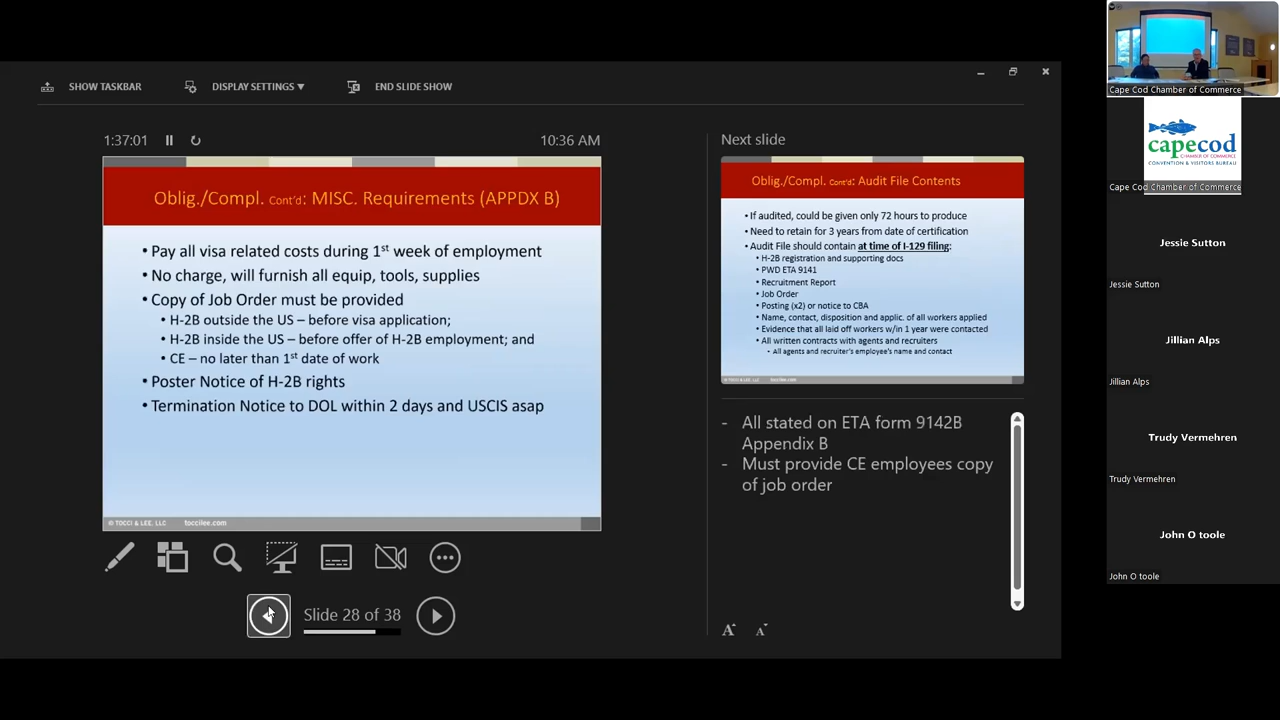 SHOW TASKBAR
DISPLAY SETTINGS ▾
END SLIDE SHOW
1:37:01
10:36 AM
Oblig./Compl. Cont'd: MISC. Requirements (APPDX B)
• Pay all visa related costs during 1st week of employment
• No charge, will furnish all equip, tools, supplies
• Copy of Job Order must be provided
• H-2B outside the US – before visa application;
• H-2B inside the US – before offer of H-2B employment; and
• CE – no later than 1st date of work
• Poster Notice of H-2B rights
• Termination Notice to DOL within 2 days and USCIS asap
© TOCCI & LEE, LLC toccilee.com
Slide 28 of 38
Next slide
Oblig./Compl. Cont'd: Audit File Contents
• If audited, could be given only 72 hours to produce
• Need to retain for 3 years from date of certification
• Audit File should contain at time of I-129 filing:
• H-2B registration and supporting docs
• PWD ETA 9141
• Recruitment Report
• Job Order
• Posting (x2) or notice to CBA
• Name, contact, disposition and applic. of all workers applied
• Evidence that all laid off workers w/in 1 year were contacted
• All written contracts with agents and recruiters
• All agents and recruiter's employee's name and contact
© TOCCI & LEE, LLC toccilee.com
- All stated on ETA form 9142B
Appendix B
- Must provide CE employees copy
of job order
A A
Cape Cod Chamber of Commerce
capecod
CHAMBER OF COMMERCE
CONVENTION & VISITORS BUREAU
Cape Cod Chamber of Commerce
Jessie Sutton
Jessie Sutton
Jillian Alps
Jillian Alps
Trudy Vermehren
Trudy Vermehren
John O toole
John O toole